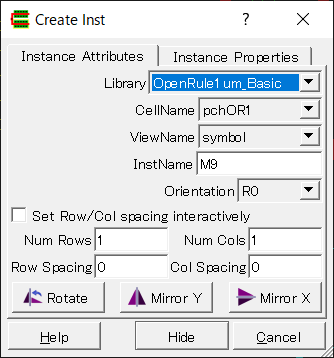 Create Inst
Instance Attributes Instance Properties
Library OpenRule1um_Basic
CellName pchOR1
ViewName symbol
InstName M9
Orientation R0
Set Row/Col spacing interactively
Num Rows 1 Num Cols 1
Row Spacing 0 Col Spacing 0
Rotate Mirror Y Mirror X
Help Hide Cancel